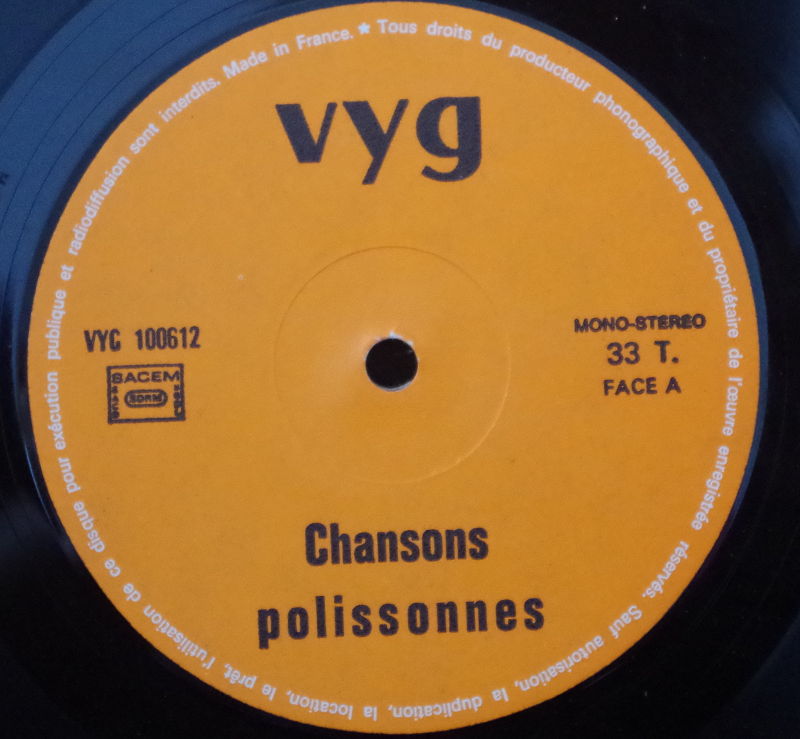 ★ Tous droits du producteur phonographique et du propriétaire de l'œuvre enregistrée réservés. Sauf autorisation, la duplication, la location, le prêt, l'utilisation de ce disque pour exécution publique et radiodiffusion sont interdits. Made in France.
vyg
VYG 100612
SACEM
SDRM
MONO-STEREO
33 T.
FACE A
Chansons
polissonnes